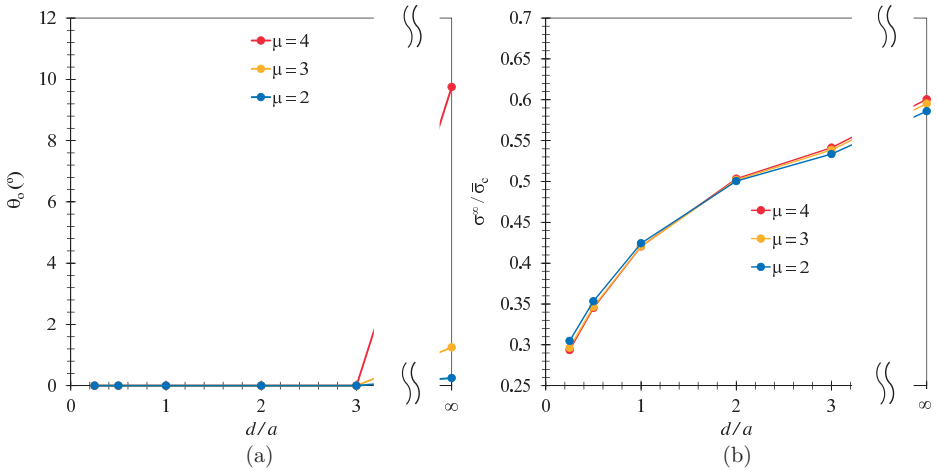 12
10
8
6
4
2
0
θₒ(º)
μ = 4
μ = 3
μ = 2
0 1 2 3 ∞
d/a
(a)
0.7
0.65
0.6
0.55
0.5
0.45
0.4
0.35
0.3
0.25
σ^∞/σ̅_c
μ = 4
μ = 3
μ = 2
0 1 2 3 ∞
d/a
(b)